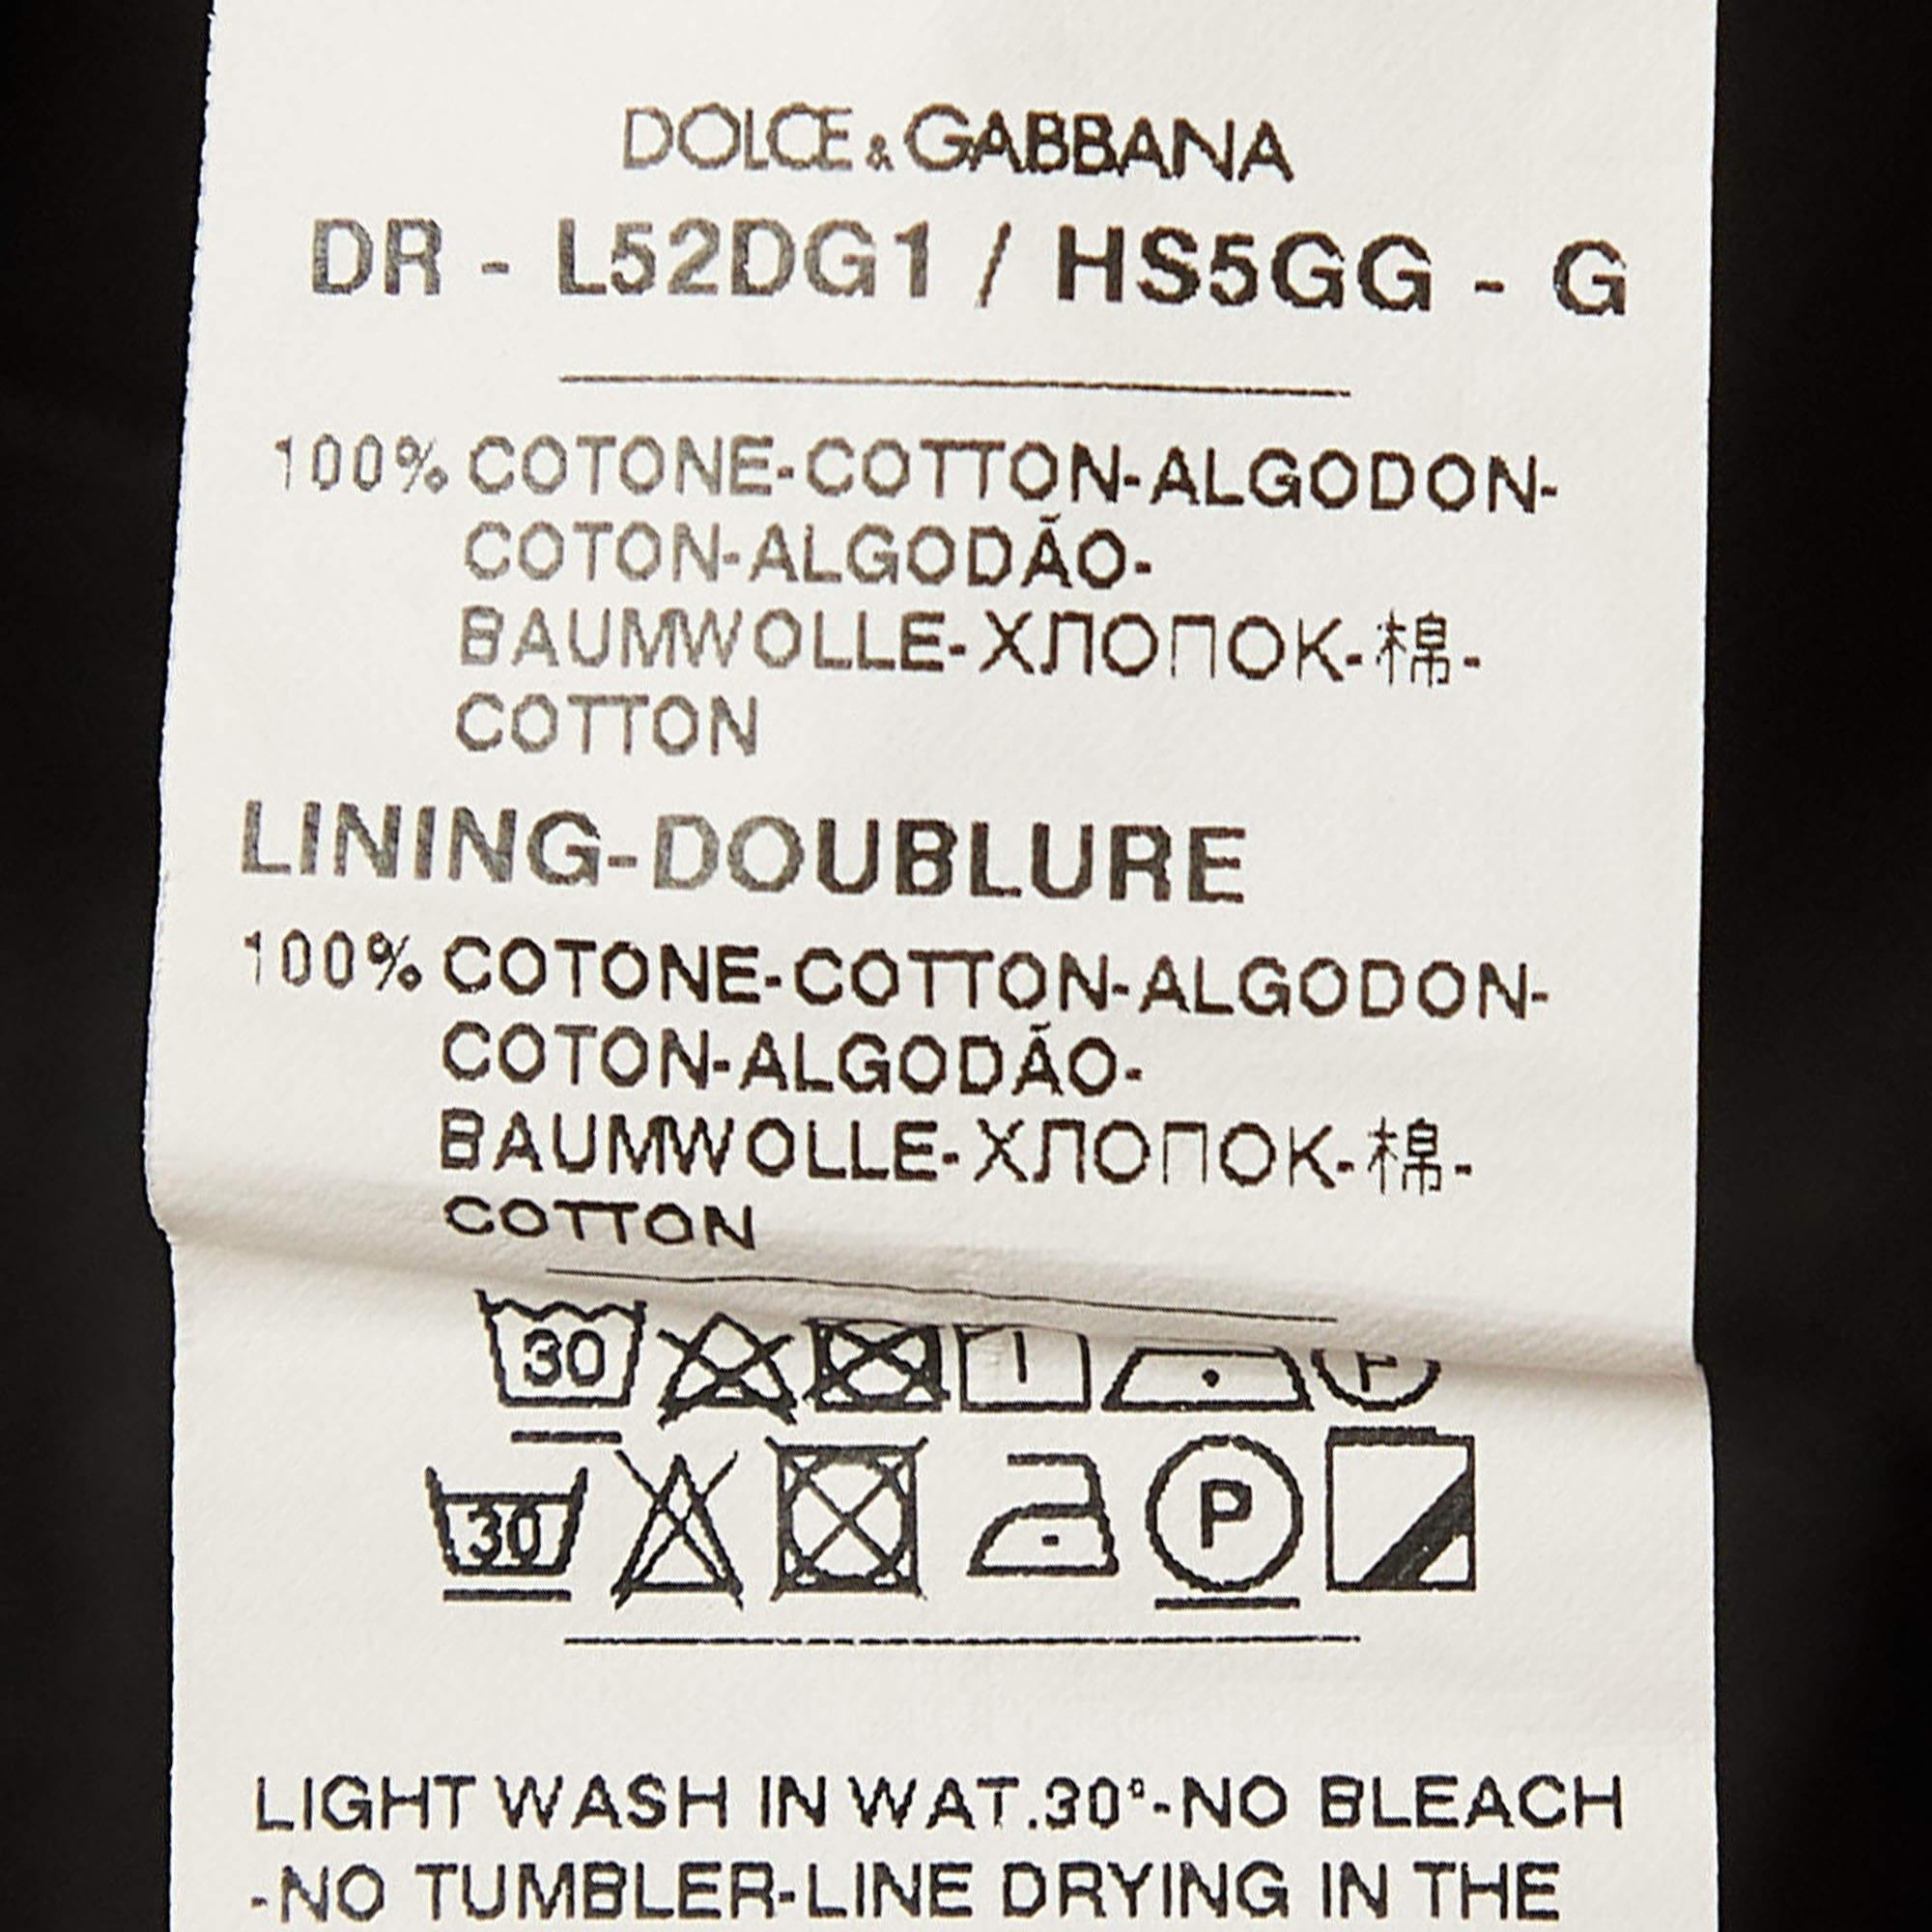 DOLCE & GABBANA
DR - L52DG1 / HS5GG - G
100% COTONE-COTTON-ALGODON-
COTON-ALGODÃO-
BAUMWOLLE-ХЛОПОК-棉-
COTTON
LINING-DOUBLURE
100% COTONE-COTTON-ALGODON-
COTON-ALGODÃO-
BAUMWOLLE-ХЛОПОК-棉-
COTTON
30 P
30 P
LIGHT WASH IN WAT.30°-NO BLEACH
-NO TUMBLER-LINE DRYING IN THE